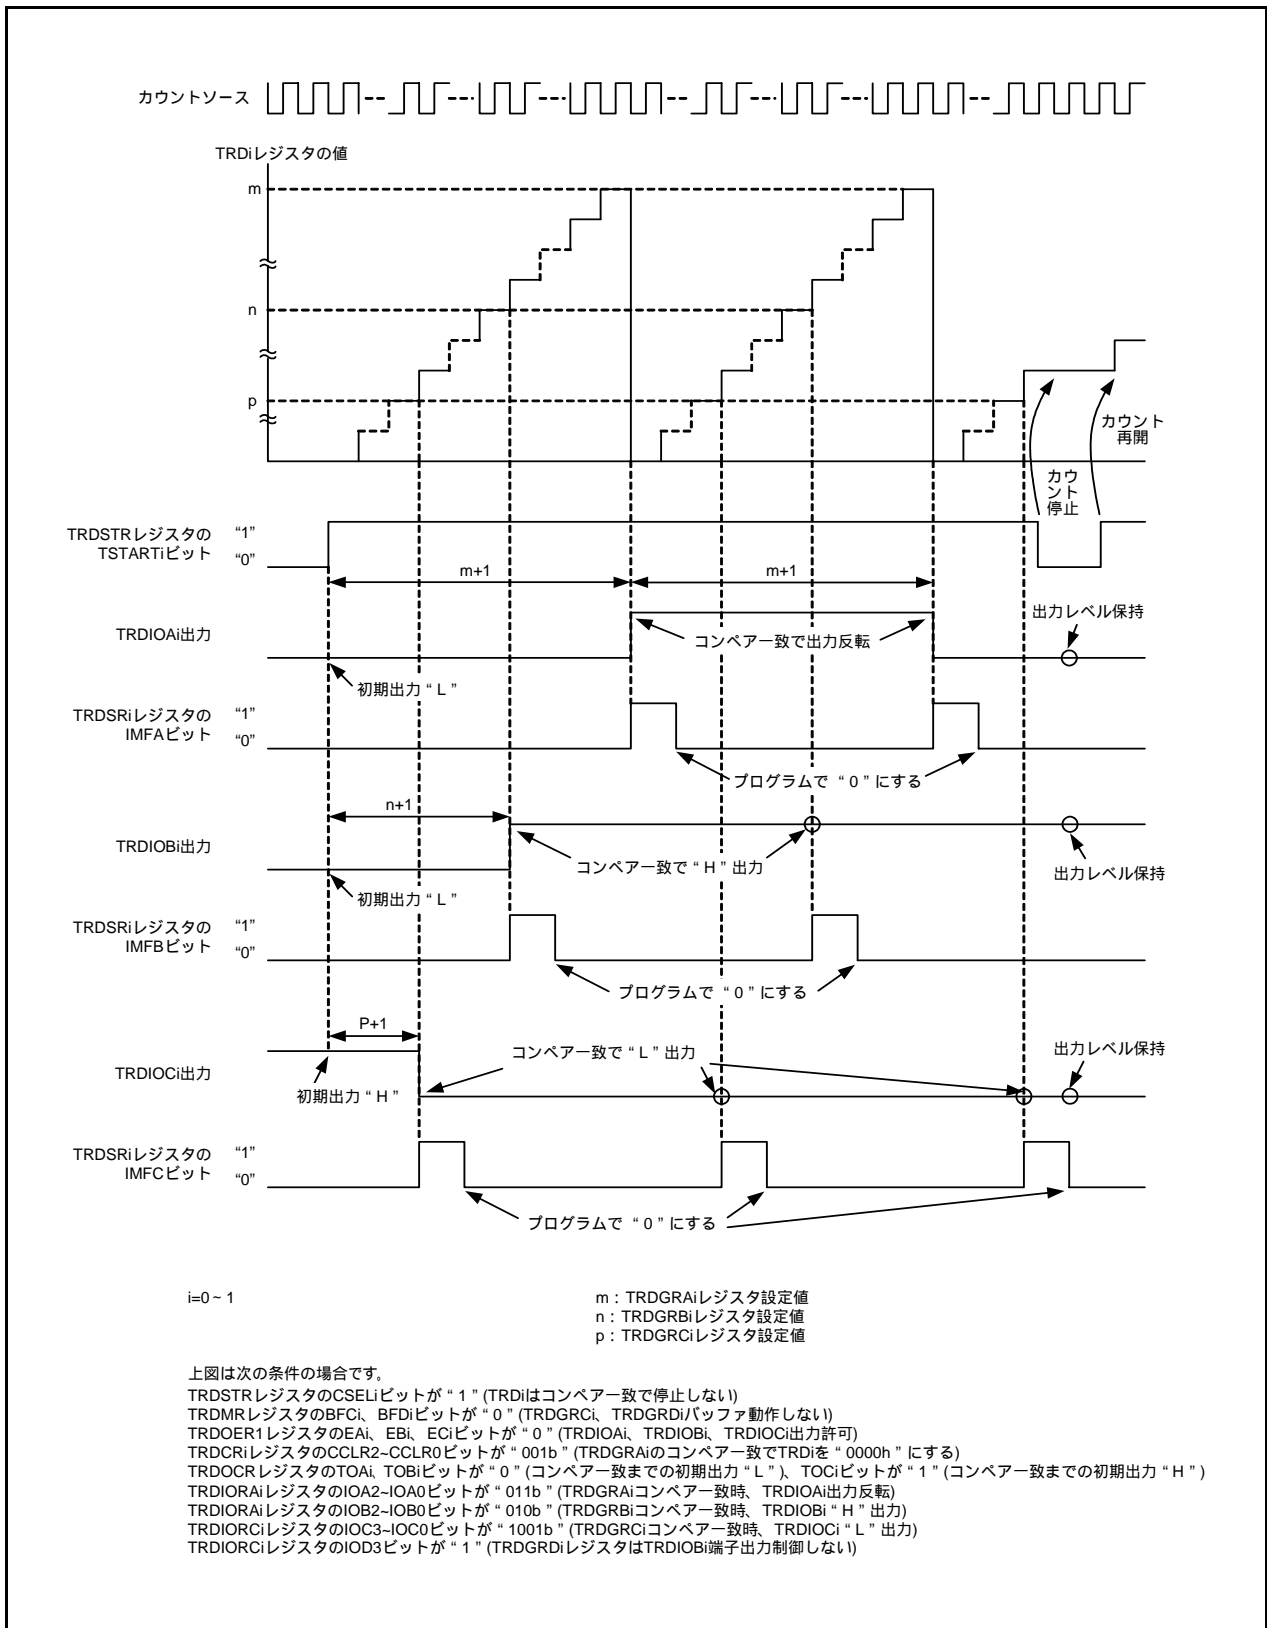 カウントソース
TRDiレジスタの値
m
n
p
カウント
再開
カウ
ント
停止
TRDSTRレジスタの
TSTARTiビット
“1”
“0”
m+1
m+1
TRDIOAi出力
コンペア一致で出力反転
出力レベル保持
初期出力 “ L ”
TRDSRiレジスタの
IMFAビット
“1”
“0”
プログラムで “ 0 ” にする
n+1
TRDIOBi出力
コンペア一致で “ H ” 出力
出力レベル保持
初期出力 “ L ”
TRDSRiレジスタの
IMFBビット
“1”
“0”
プログラムで “ 0 ” にする
P+1
コンペア一致で “ L ” 出力
出力レベル保持
TRDIOCi出力
初期出力 “ H ”
TRDSRiレジスタの
IMFCビット
“1”
“0”
プログラムで “ 0 ” にする
i=0 ~ 1
m : TRDGRAiレジスタ設定値
n : TRDGRBiレジスタ設定値
p : TRDGRCiレジスタ設定値
上図は次の条件の場合です。
TRDSTRレジスタのCSELiビットが “ 1 ” (TRDiはコンペア一致で停止しない)
TRDMRレジスタのBFCi、BFDiビットが “ 0 ” (TRDGRCi、TRDGRDiバッファ動作しない)
TRDOER1レジスタのEAi、EBi、ECiビットが “ 0 ” (TRDIOAi、TRDIOBi、TRDIOCi出力許可)
TRDCRiレジスタのCCLR2~CCLR0ビットが “ 001b ” (TRDGRAiのコンペア一致でTRDiを “ 0000h ” にする)
TRDOCRレジスタのTOAi、TOBiビットが “ 0 ” (コンペア一致までの初期出力 “ L ” )、TOCiビットが “ 1 ” (コンペア一致までの初期出力 “ H ” )
TRDIORAiレジスタのIOA2~IOA0ビットが “ 011b ” (TRDGRAiコンペア一致時、TRDIOAi出力反転)
TRDIORAiレジスタのIOB2~IOB0ビットが “ 010b ” (TRDGRBiコンペア一致時、TRDIOBi “ H ” 出力)
TRDIORCiレジスタのIOC3~IOC0ビットが “ 1001b ” (TRDGRCiコンペア一致時、TRDIOCi “ L ” 出力)
TRDIORCiレジスタのIOD3ビットが “ 1 ” (TRDGRDiレジスタはTRDIOBi端子出力制御しない)